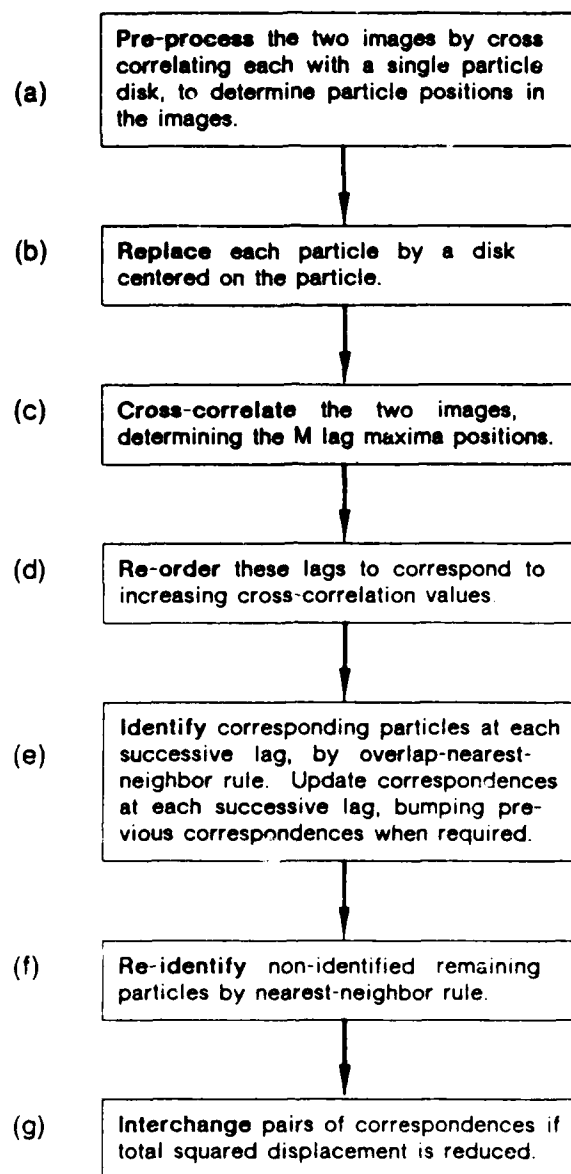 Pre-process the two images by cross
correlating each with a single particle
(a)
disk, to determine particle positions in
the images.
(b)
Replace each particle by a disk
centered on the particle.
(c)
Cross-correlate the two images,
determining the M lag maxima positions.
(d)
Re-order these lags to correspond to
increasing cross-correlation values.
Identify corresponding particles at each
successive lag, by overlap-nearest-
(e)
neighbor rule. Update correspondences
at each successive lag, bumping pre-
vious correspondences when required.
(f)
Re-identify non-identified remaining
particles by nearest-neighbor rule.
(g)
Interchange pairs of correspondences if
total squared displacement is reduced.